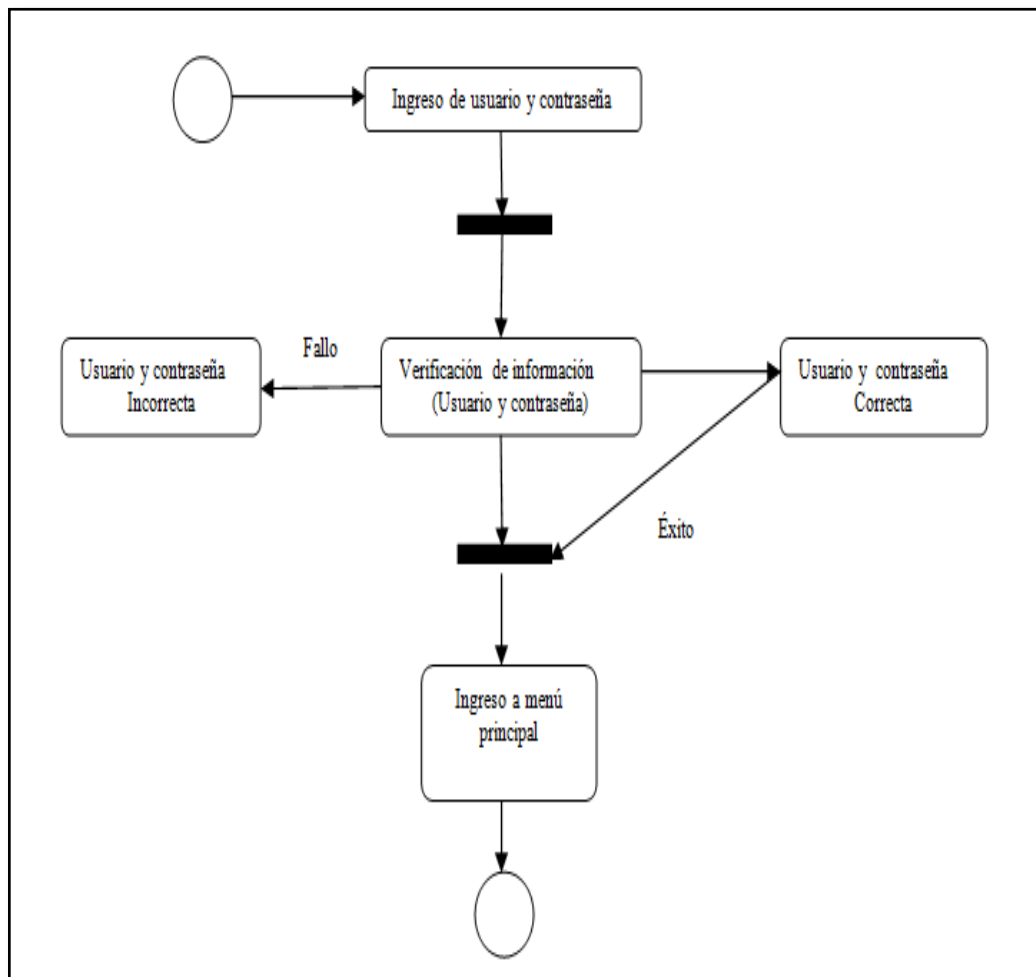 Ingreso de usuario y contraseña
Fallo
Usuario y contraseña
Incorrecta
Verificación de información
(Usuario y contraseña)
Usuario y contraseña
Correcta
Éxito
Ingreso a menú
principal